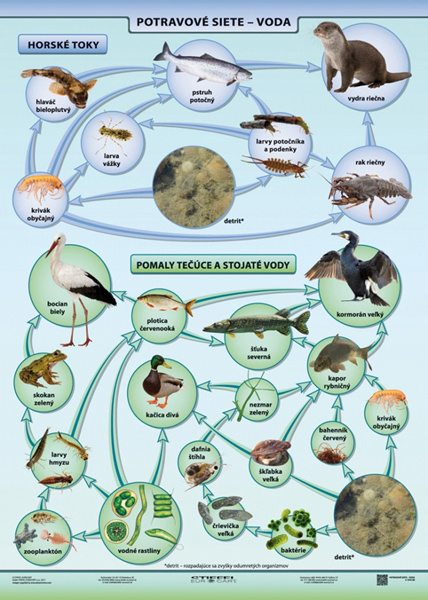 POTRAVOVÉ SIETE – VODA
HORSKÉ TOKY
hlaváč
bieloplutvý
pstruh
potočný
vydra riečna
larva
vážky
larvy potočníka
a podenky
rak riečny
krivák
obyčajný
detrit*
POMALY TEČÚCE A STOJATÉ VODY
bocian
biely
plotica
červenooká
kormorán veľký
šťuka
severná
skokan
zelený
kačica divá
nezmar
zelený
kapor
rybničný
krivák
obyčajný
larvy
hmyzu
dafnia
štíhla
škľabka
veľká
bahenník
červený
zooplanktón
vodné rastliny
črievička
veľká
baktérie
detrit*
*detrit – rozpadajúce sa zvyšky odumretých organizmov
STIEFEL
EUROCART